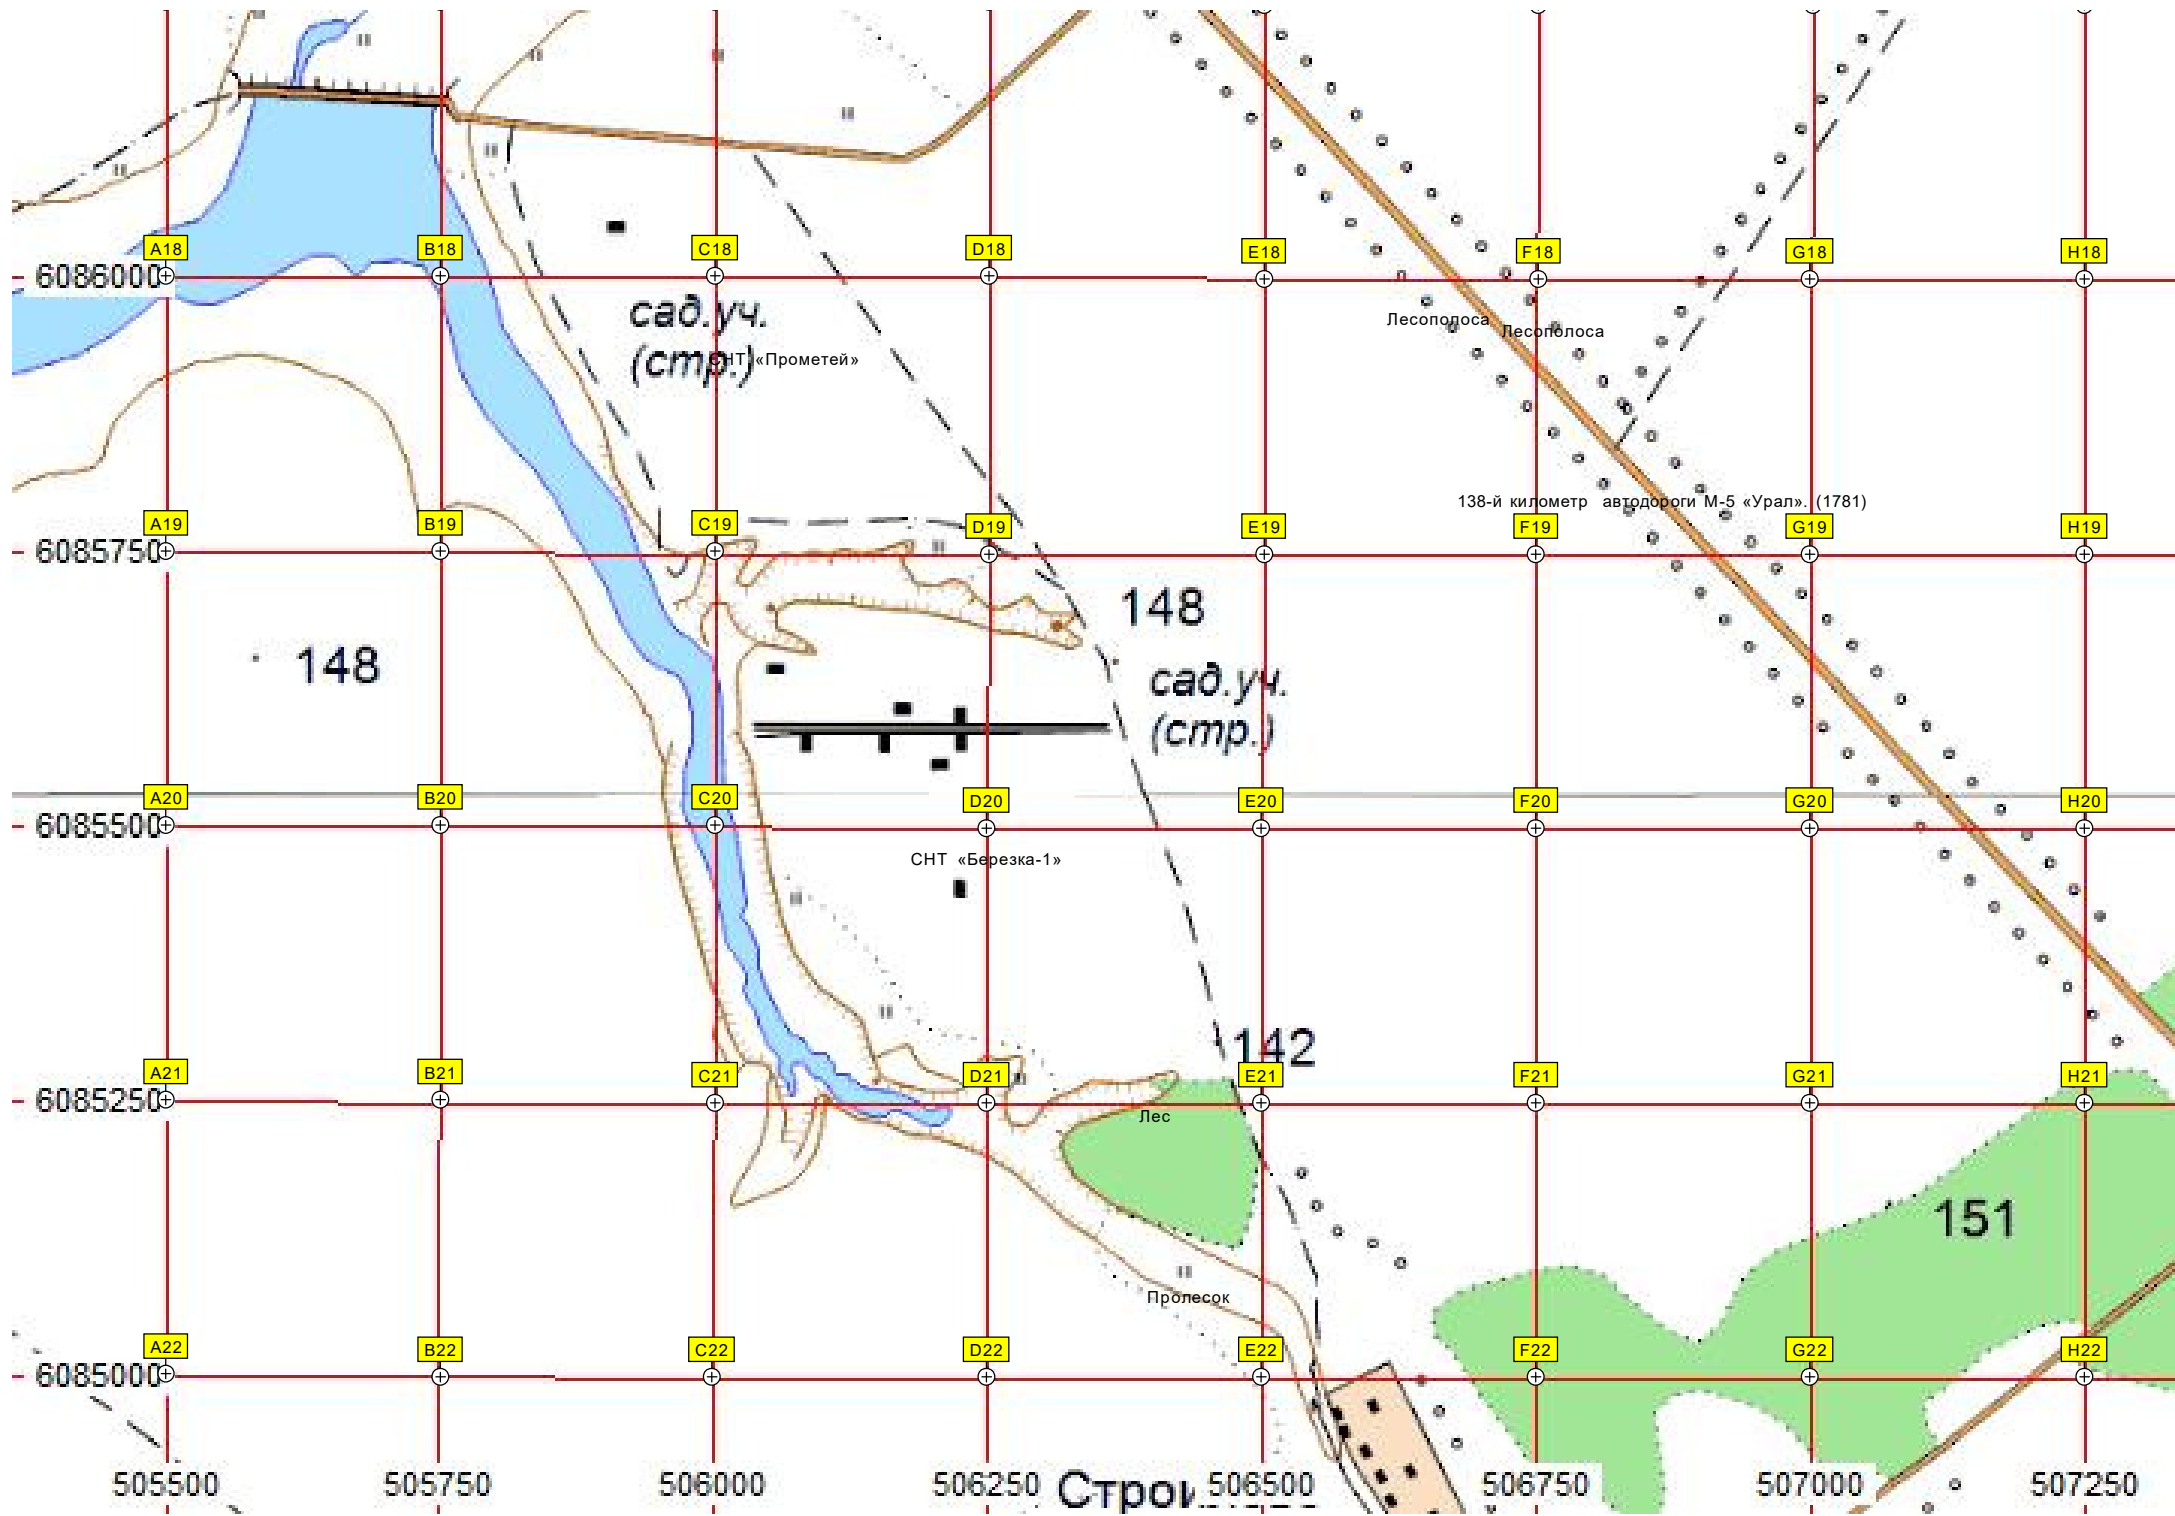 A18 B18 C18 D18 E18 F18 G18 H18
6086000
сад.уч.
(стр.)
СНТ «Прометей»
Лесополоса
Лесополоса
138-й километр автодороги М-5 «Урал». (1781)
A19 B19 C19 D19 E19 F19 G19 H19
6085750
148
148
сад.уч.
(стр.)
A20 B20 C20 D20 E20 F20 G20 H20
6085500
СНТ «Березка-1»
142
A21 B21 C21 D21 E21 F21 G21 H21
6085250
Лес
151
Пролесок
A22 B22 C22 D22 E22 F22 G22 H22
6085000
505500 505750 506000 506250 506500 506750 507000 507250